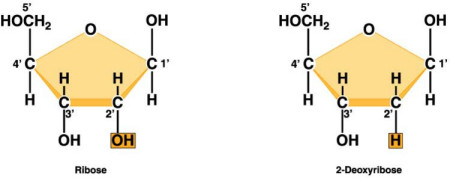 5'
HOCH₂ O OH
4' C C 1'
H H H H
C C
3' 2'
OH OH
Ribose
5'
HOCH₂ O OH
4' C C 1'
H H H H
C C
3' 2'
OH H
2-Deoxyribose